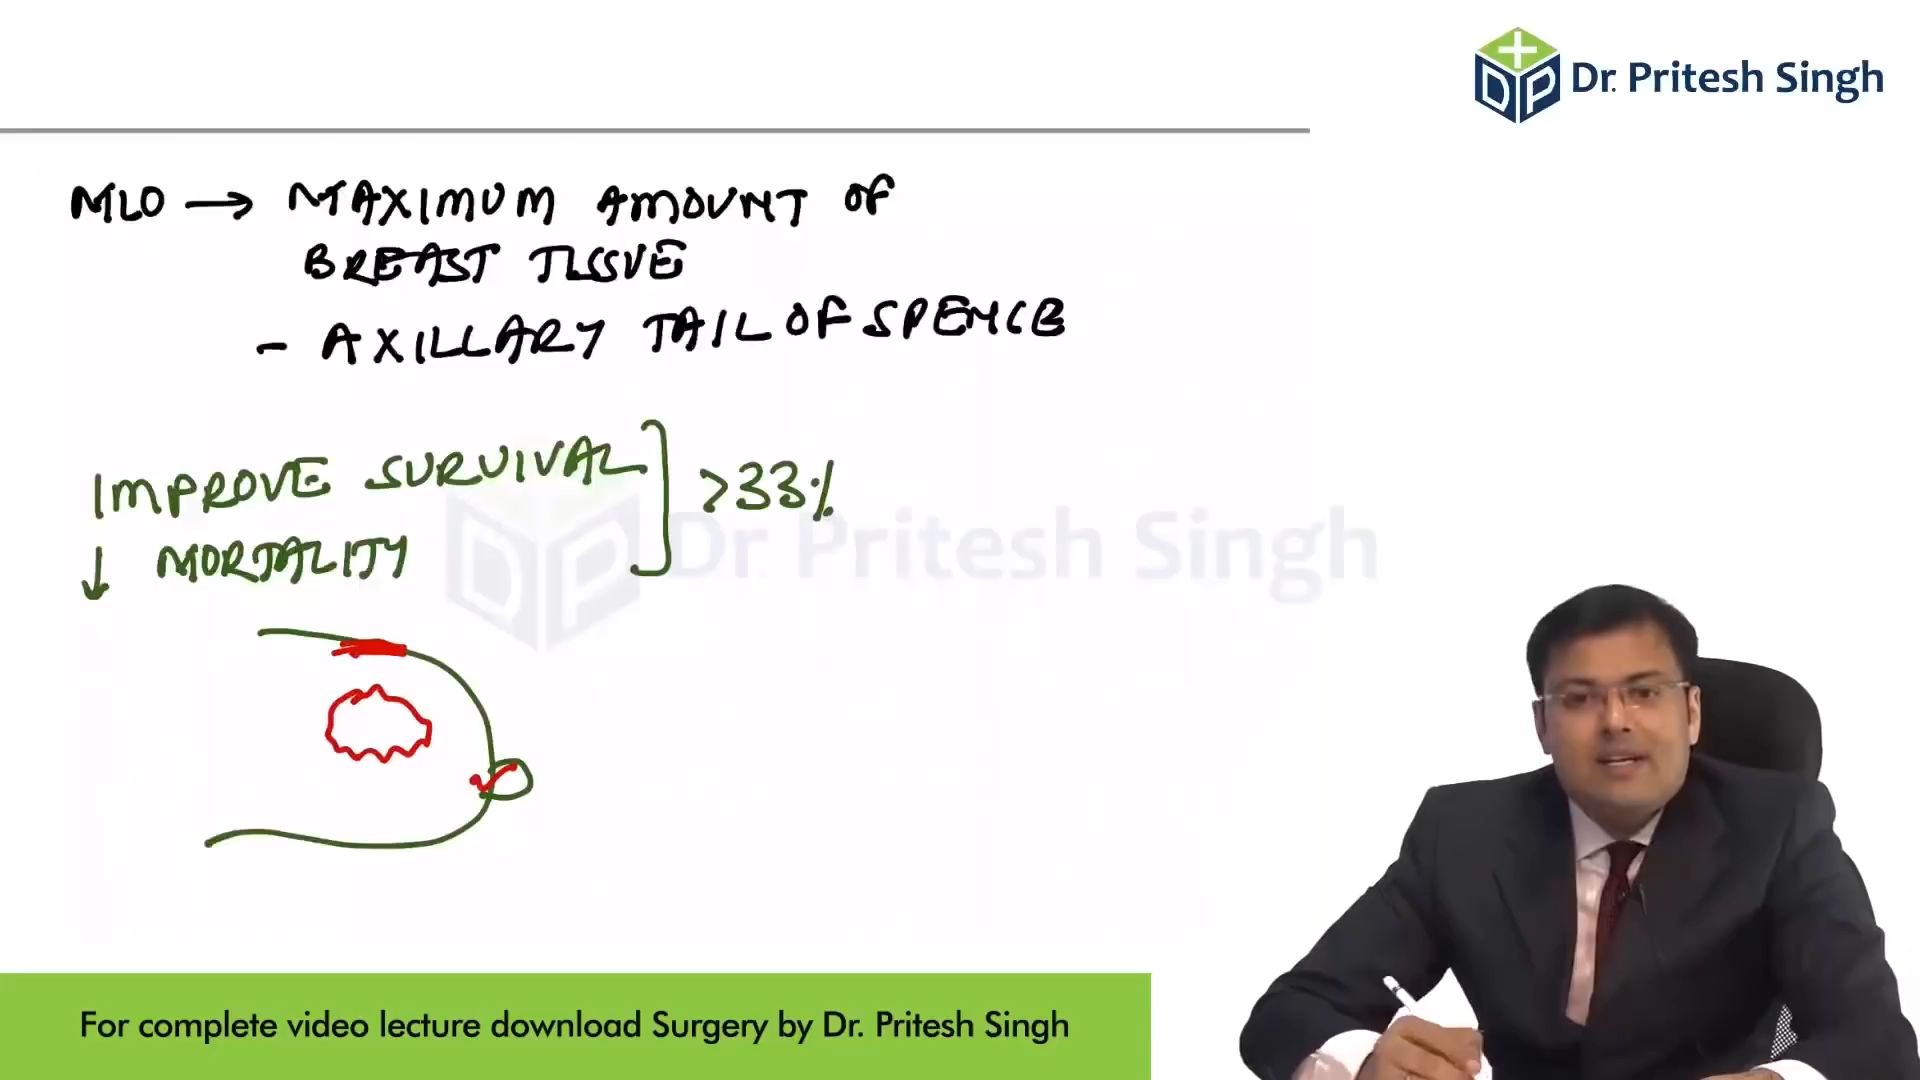 Dr. Pritesh Singh
MLO → MAXIMUM AMOUNT OF
BREAST TISSUE
- AXILLARY TAIL OF SPENCE
IMPROVE SURVIVAL
>33%
↓ MORTALITY
DP Dr Pritesh Singh
For complete video lecture download Surgery by Dr. Pritesh Singh